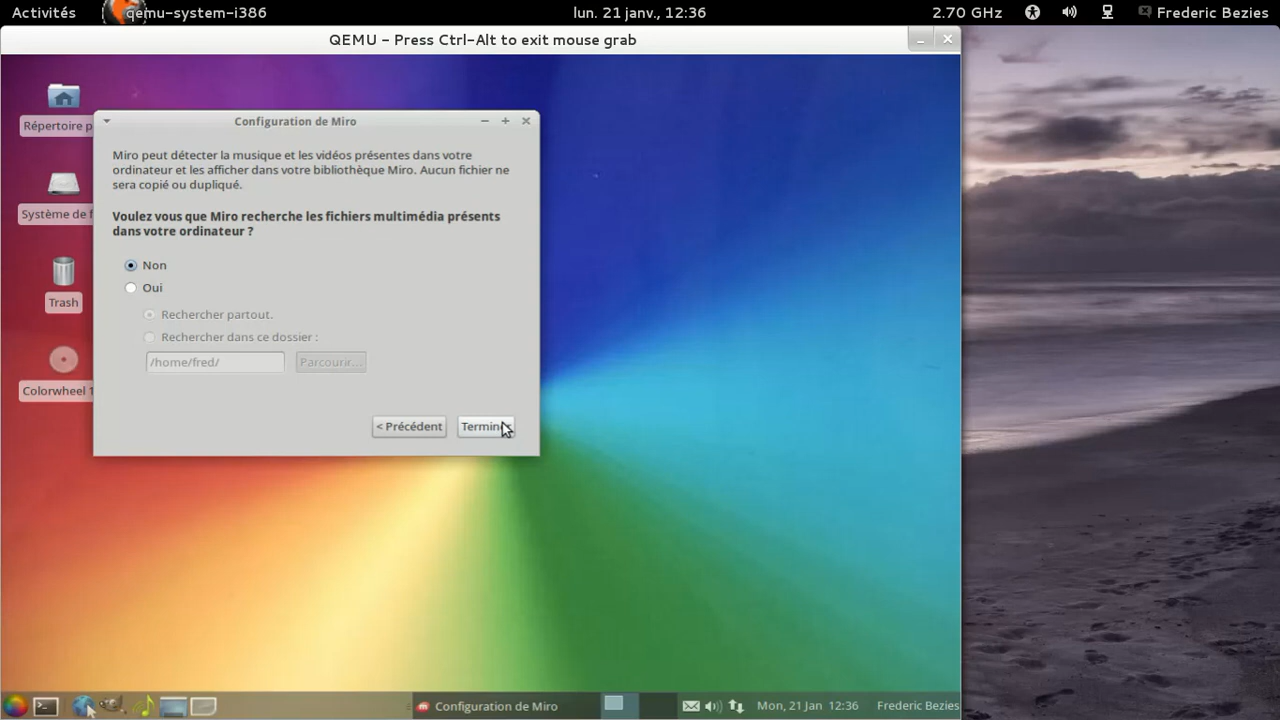 Activités
qemu-system-i386
lun. 21 janv., 12:36
2.70 GHz
Frederic Bezies
QEMU - Press Ctrl-Alt to exit mouse grab
Répertoire p
Système de f
Trash
Colorwheel 1
Configuration de Miro
Miro peut détecter la musique et les vidéos présentes dans votre
ordinateur et les afficher dans votre bibliothèque Miro. Aucun fichier ne
sera copié ou dupliqué.
Voulez vous que Miro recherche les fichiers multimédia présents
dans votre ordinateur ?
Non
Oui
Rechercher partout.
Rechercher dans ce dossier :
/home/fred/
Parcourir...
< Précédent
Termin
Configuration de Miro
Mon, 21 Jan 12:36
Frederic Bezies